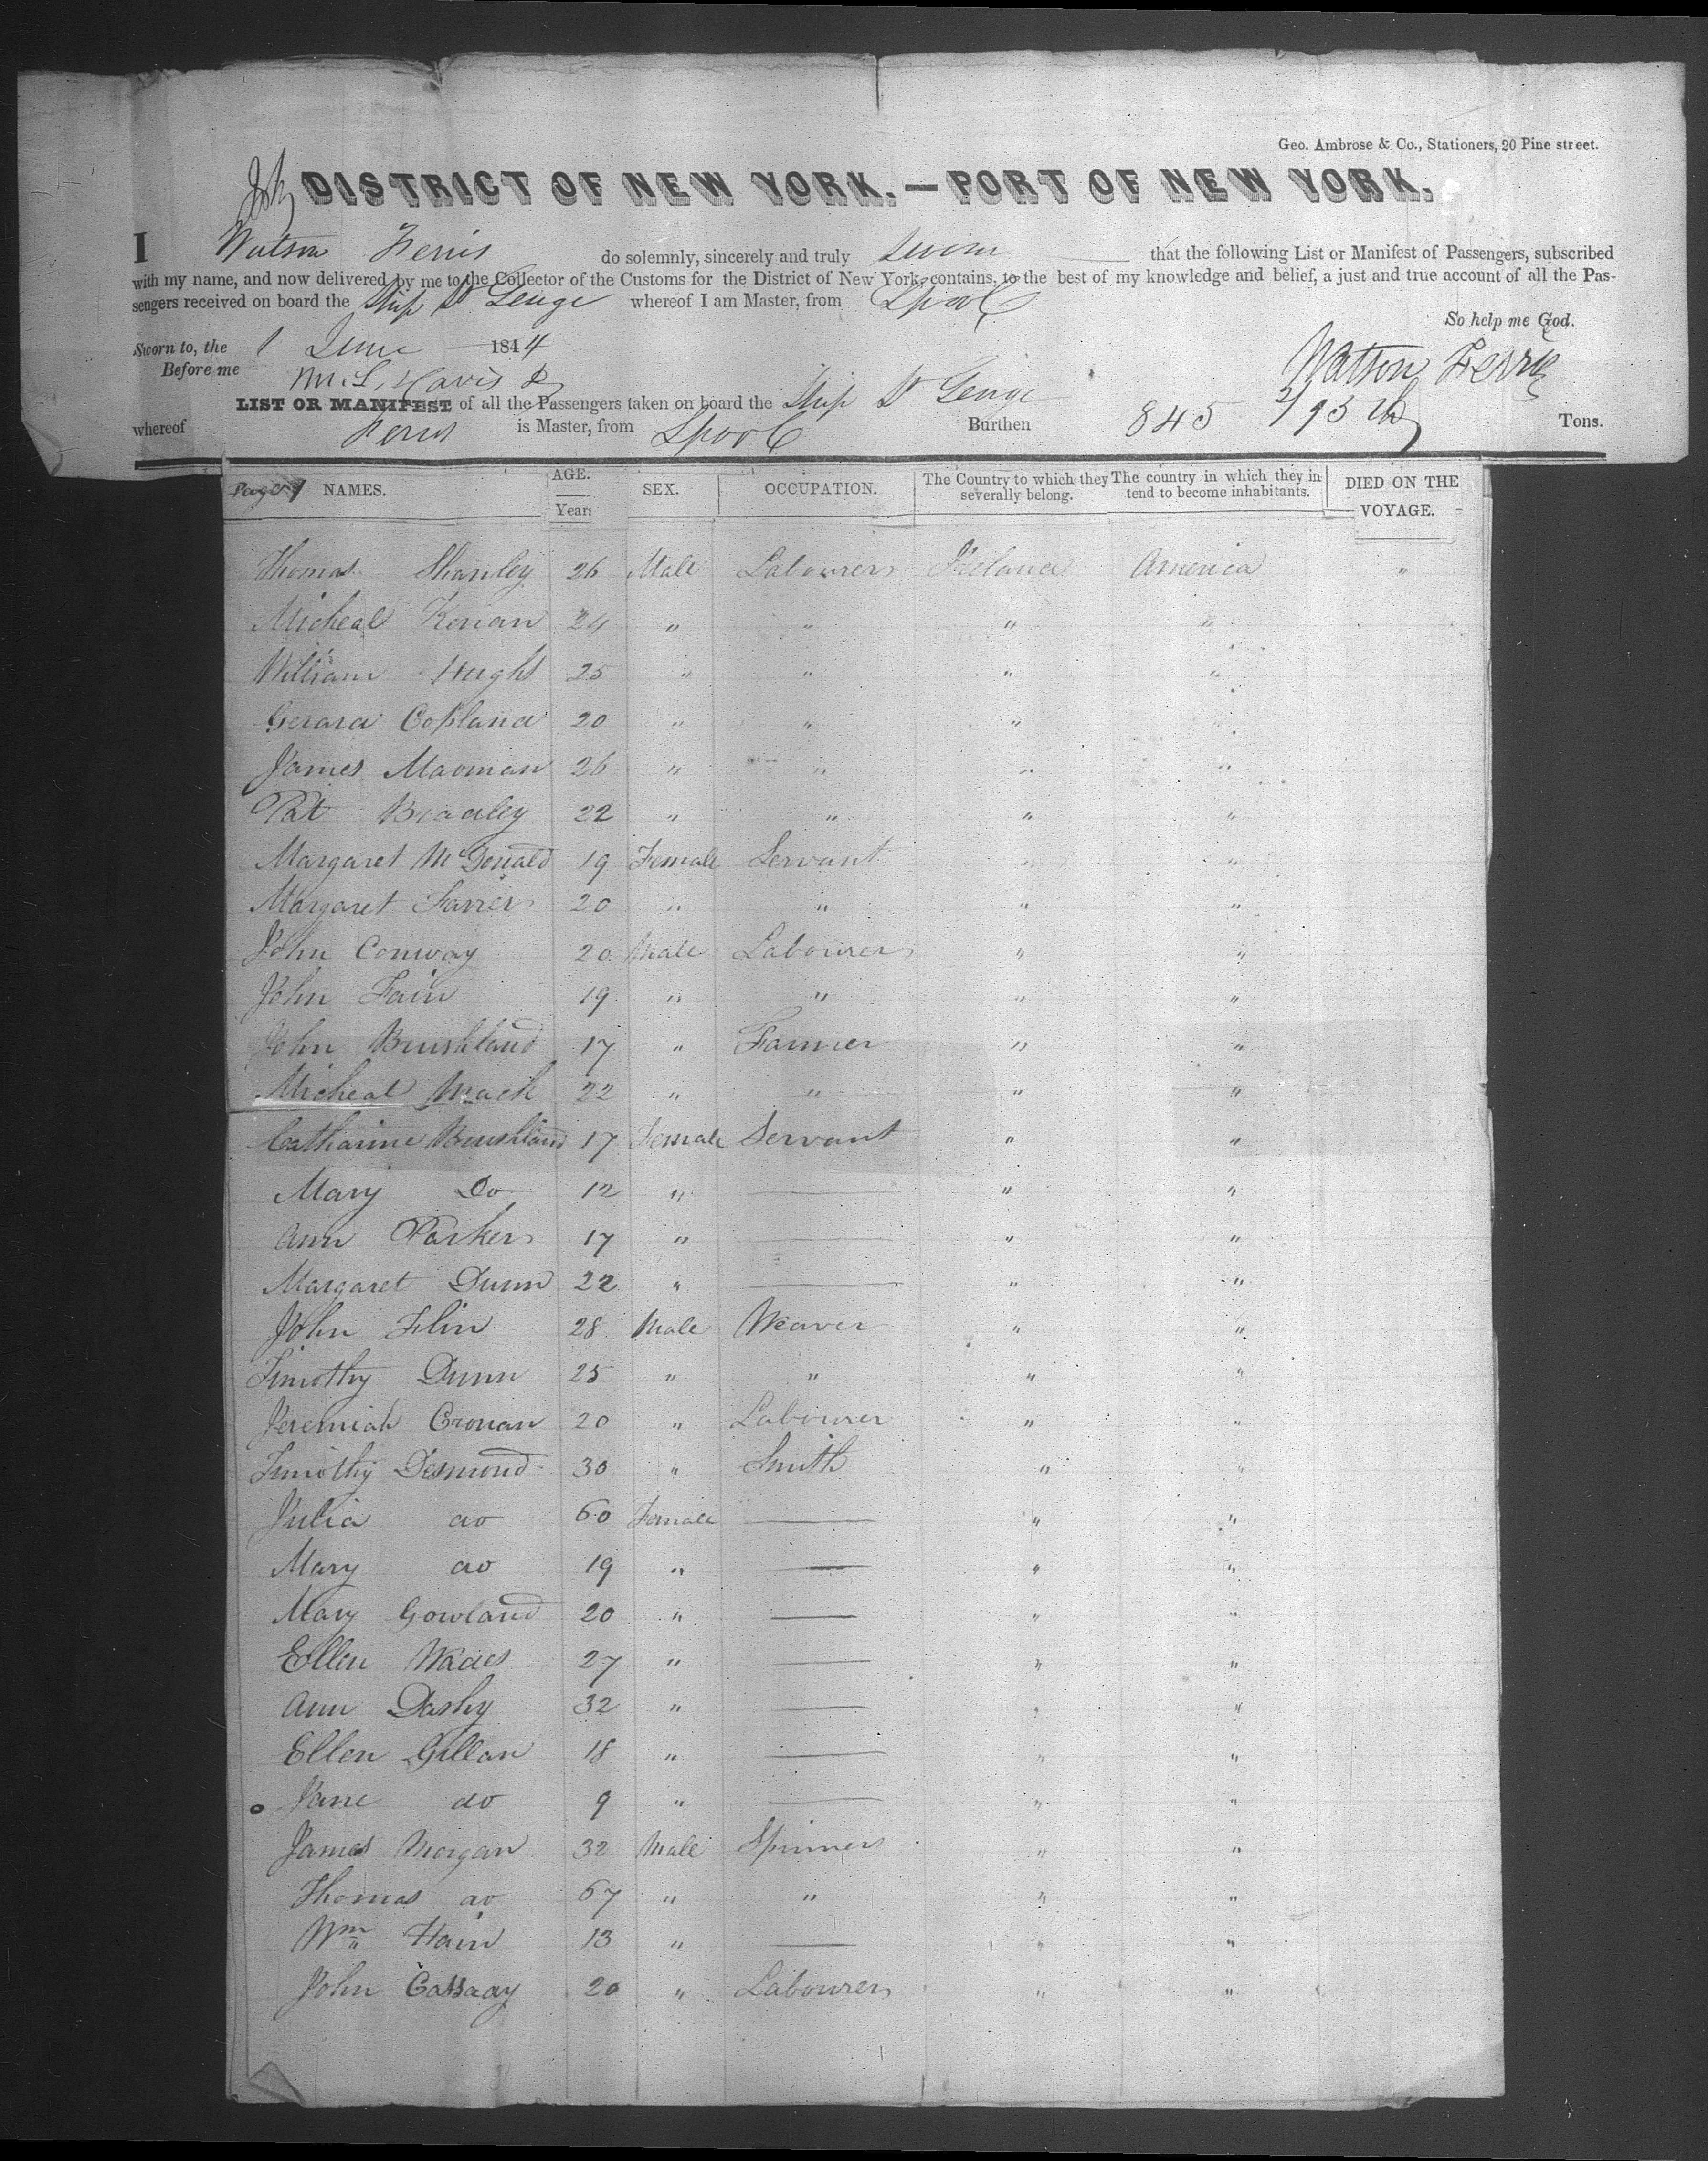 Geo. Ambrose & Co., Stationers, 20 Pine street.
DISTRICT OF NEW YORK.—PORT OF NEW YORK.
I Watson Ferris do solemnly, sincerely and truly swear that the following List or Manifest of Passengers, subscribed
with my name, and now delivered by me to the Collector of the Customs for the District of New York, contains, to the best of my knowledge and belief, a just and true account of all the Pas-
sengers received on board the Ship St George whereof I am Master, from Lpool
So help me God.
Sworn to, the 1 June 1844
Watson Ferris
Before me
LIST OR MANIFEST of all the Passengers taken on board the Ship St George
whereof Ferris is Master, from Lpool Burthen 845 2/95th Tons.
Page 1 NAMES. AGE. Years SEX. OCCUPATION. The Country to which they severally belong. The country in which they in tend to become inhabitants. DIED ON THE VOYAGE.
Thomas Shanley 26 Male Labourer Ireland America "
Micheal Kenan 24 " " " "
William Hught 25 " " " "
Gerard Copland 20 " " " "
James Marman 26 " " " "
Pat Bradley 22 " " " "
Margaret McDonald 19 Female Servant " "
Margaret Farrer 20 " " " "
John Conway 20 Male Labourer " "
John Fain 19 " " " "
John Brushland 17 " Farmer " "
Micheal Mack 22 " " " "
Catharine Brushland 17 Female Servant " "
Mary Do 12 " — " "
Ann Parker 17 " — " "
Margaret Dunn 22 " — " "
John Flin 28 Male Weaver " "
Timothy Dunn 25 " " " "
Jeremiah Cronan 20 " Labourer " "
Timothy Desmond 30 " Smith " "
Julia do 60 Female — " "
Mary do 19 " — " "
Mary Gowland 20 " — " "
Ellen Wades 27 " — " "
Ann Dashy 32 " — " "
Ellen Gillan 18 " — " "
Jane do 9 " — " "
James Morgan 32 Male Spinner " "
Thomas do 67 " " " "
Wm Hain 13 " — " "
John Cassady 20 " Labourer " "